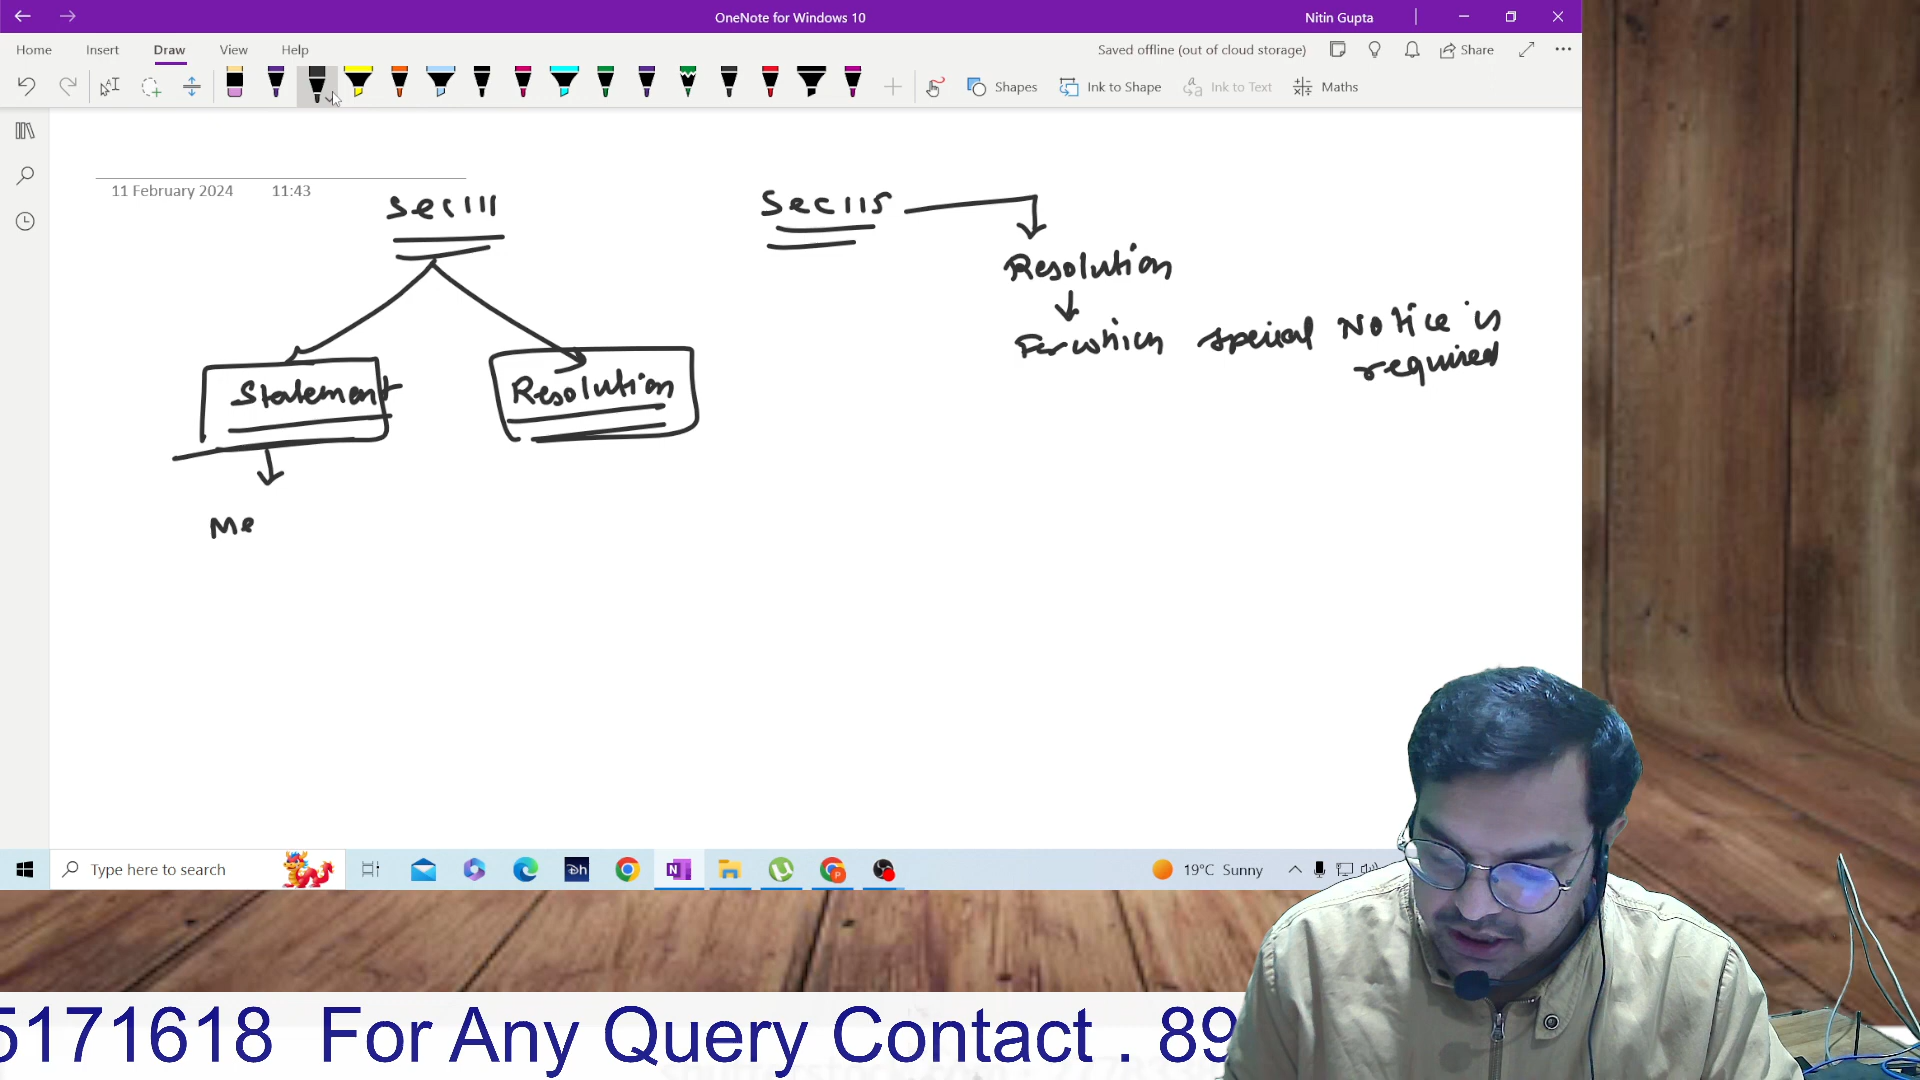 OneNote for Windows 10
Nitin Gupta
Home Insert Draw View Help
Saved offline (out of cloud storage)
Share
Shapes
Ink to Shape
Ink to Text
Maths
11 February 2024 11:43
Sec 111
Sec 115
Resolution
For which special Notice is
required
Statement
Resolution
Me
Type here to search
19°C Sunny
5171618 For Any Query Contact . 89